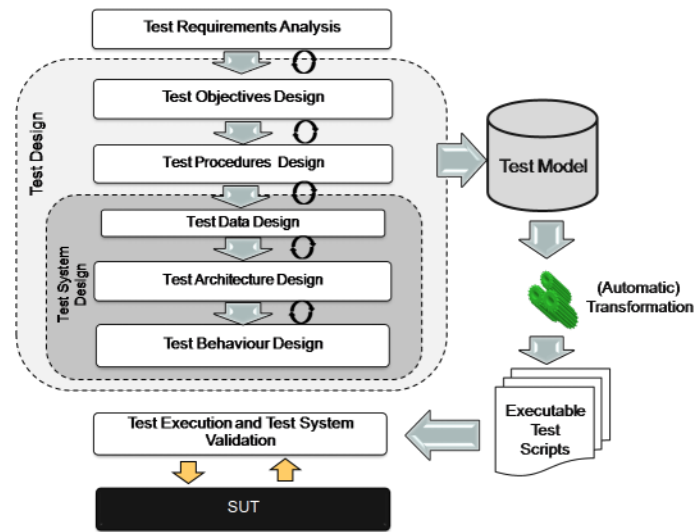 Test Requirements Analysis
Test Design
Test Objectives Design
Test Procedures Design
Test System
Design
Test Data Design
Test Architecture Design
Test Behaviour Design
Test Model
(Automatic)
Transformation
Executable
Test
Scripts
Test Execution and Test System
Validation
SUT